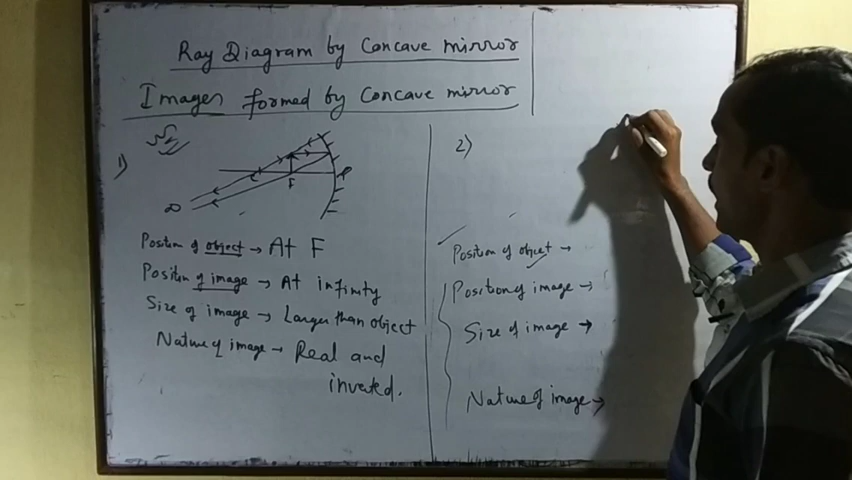 Ray Diagram by Concave mirror
Images formed by Concave mirror
1)
C F P
∞
Position of object → At F
Position of image → At infinity
Size of image → Larger than object
Nature of image → Real and
inverted.
2)
Position of object →
Position of image →
Size of image →
Nature of image →